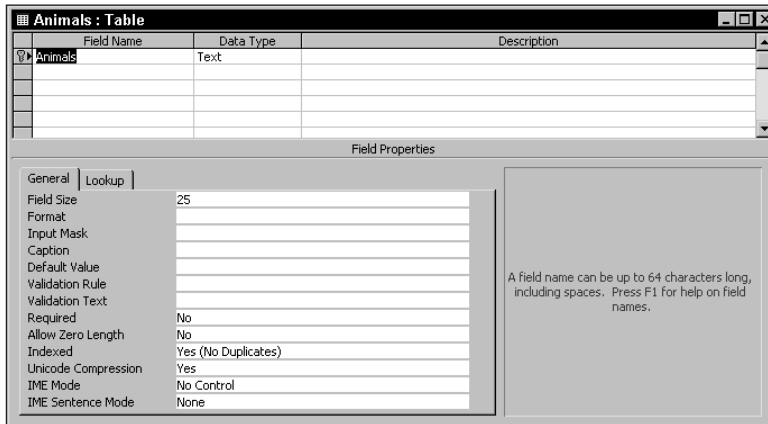 Animals : Table
Field Name Data Type Description
Animals Text
Field Properties
General Lookup
Field Size 25
Format
Input Mask
Caption
Default Value
Validation Rule
Validation Text
Required No
Allow Zero Length No
Indexed Yes (No Duplicates)
Unicode Compression Yes
IME Mode No Control
IME Sentence Mode None
A field name can be up to 64 characters long,
including spaces. Press F1 for help on field
names.